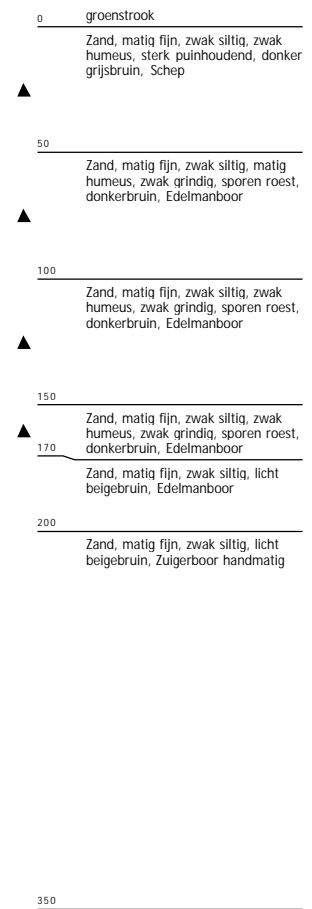 0 groenstrook
Zand, matig fijn, zwak siltig, zwak
humeus, sterk puinhoudend, donker
grijsbruin, Schep
50
Zand, matig fijn, zwak siltig, matig
humeus, zwak grindig, sporen roest,
donkerbruin, Edelmanboor
100
Zand, matig fijn, zwak siltig, zwak
humeus, zwak grindig, sporen roest,
donkerbruin, Edelmanboor
150
Zand, matig fijn, zwak siltig, zwak
humeus, zwak grindig, sporen roest,
donkerbruin, Edelmanboor
170
Zand, matig fijn, zwak siltig, licht
beigebruin, Edelmanboor
200
Zand, matig fijn, zwak siltig, licht
beigebruin, Zuigerboor handmatig
350